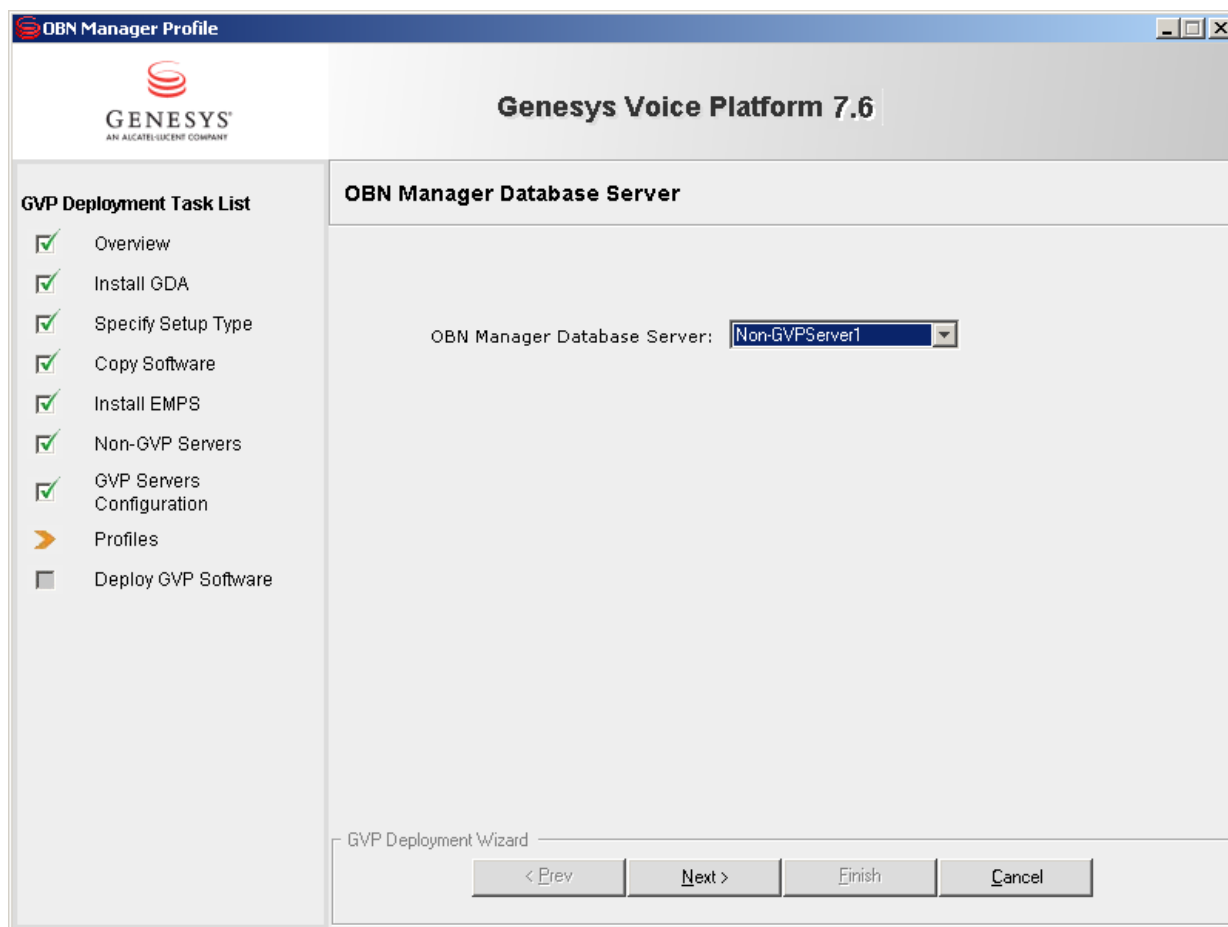 OBN Manager Profile
GENESYS®
AN ALCATEL-LUCENT COMPANY
Genesys Voice Platform 7.6
GVP Deployment Task List
Overview
Install GDA
Specify Setup Type
Copy Software
Install EMPS
Non-GVP Servers
GVP Servers
Configuration
Profiles
Deploy GVP Software
OBN Manager Database Server
OBN Manager Database Server: Non-GVPServer1
GVP Deployment Wizard
< Prev Next > Finish Cancel